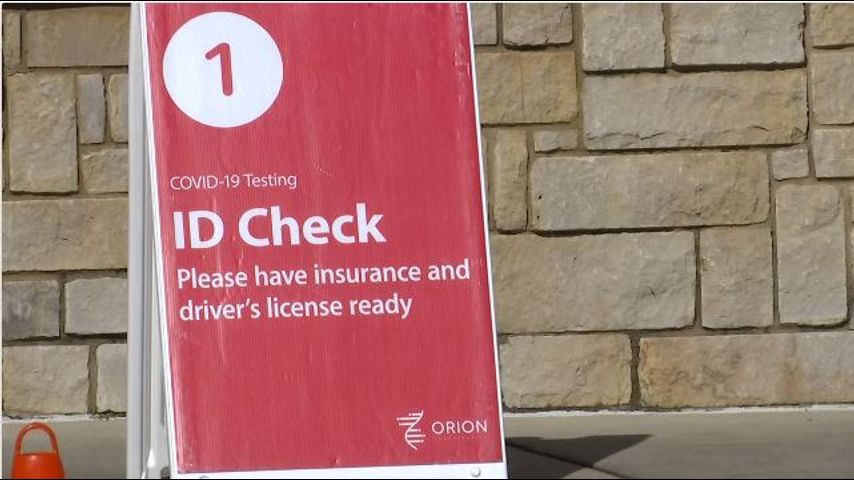 1
COVID-19 Testing
ID Check
Please have insurance and
driver's license ready
ORION